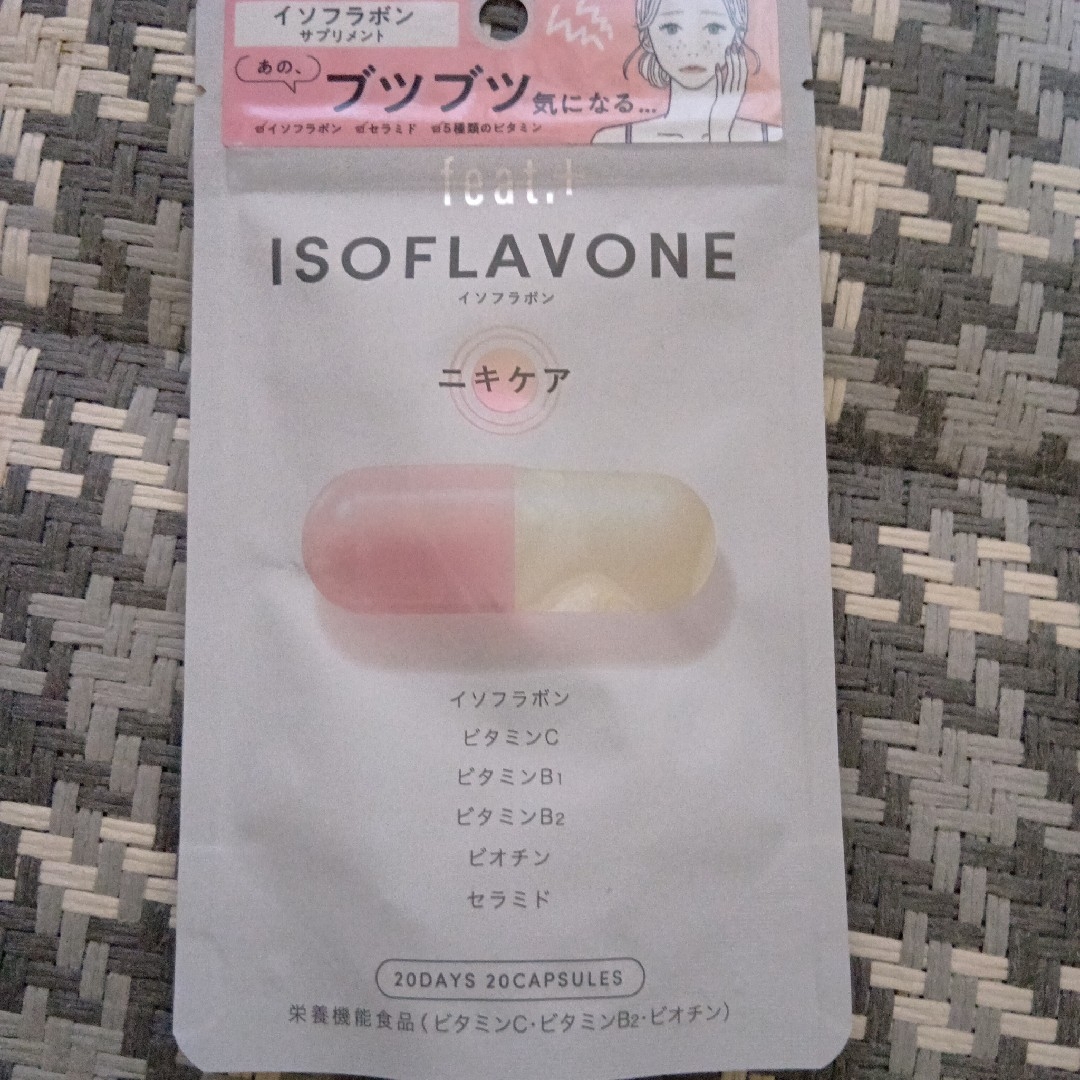 イソフラボン
サプリメント
あの、
ブツブツ気になる…
☑イソフラボン ☑セラミド ☑5種類のビタミン
feat.
ISOFLAVONE
イソフラボン
ニキケア
イソフラボン
ビタミンC
ビタミンB1
ビタミンB2
ビオチン
セラミド
20DAYS 20CAPSULES
栄養機能食品(ビタミンC・ビタミンB2・ビオチン)